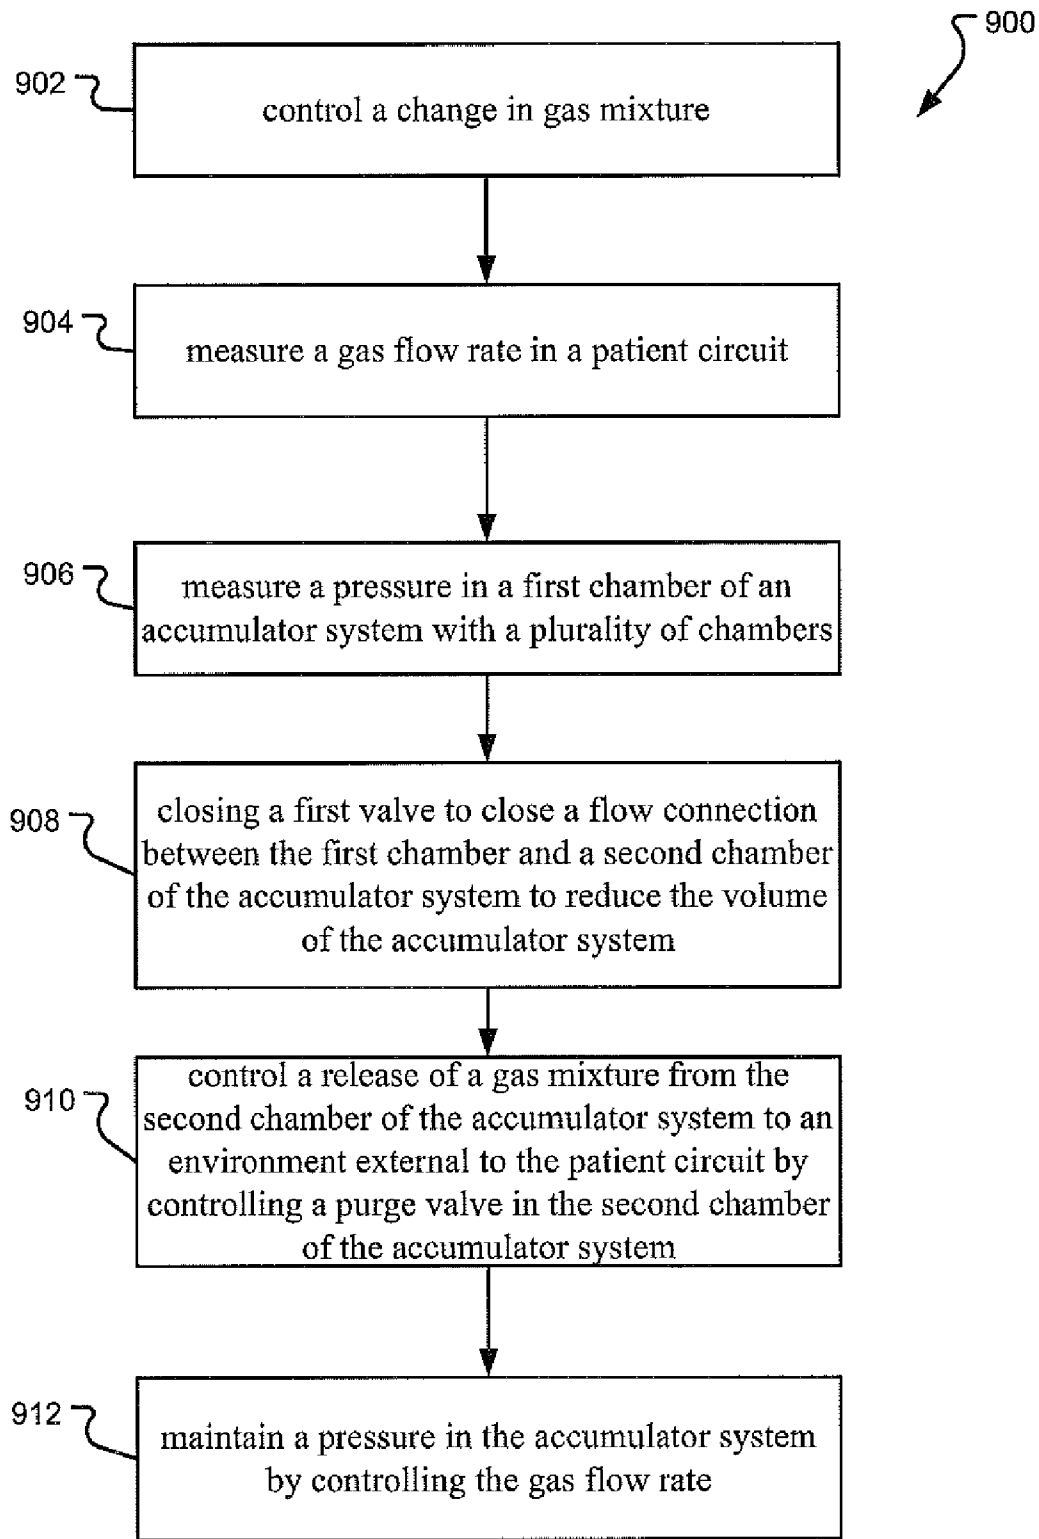 900
902
control a change in gas mixture
904
measure a gas flow rate in a patient circuit
906
measure a pressure in a first chamber of an
accumulator system with a plurality of chambers
908
closing a first valve to close a flow connection
between the first chamber and a second chamber
of the accumulator system to reduce the volume
of the accumulator system
910
control a release of a gas mixture from the
second chamber of the accumulator system to an
environment external to the patient circuit by
controlling a purge valve in the second chamber
of the accumulator system
912
maintain a pressure in the accumulator system
by controlling the gas flow rate